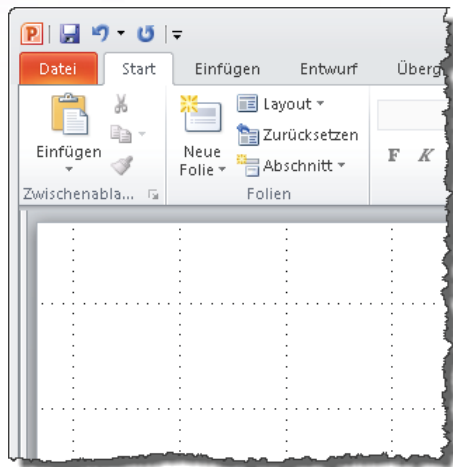 P
Datei Start Einfügen Entwurf Überg
Layout
Zurücksetzen
Einfügen Neue Folie Abschnitt F K
Zwischenabla... Folien